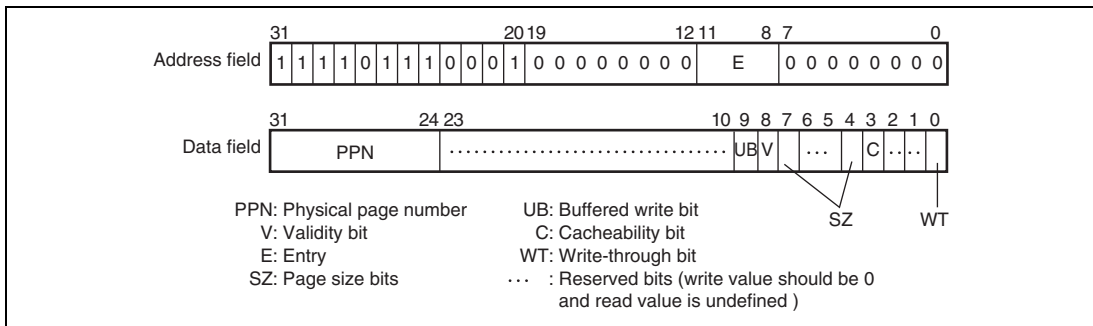 31 20 19 12 11 8 7 0
Address field 1 1 1 1 0 1 1 1 0 0 0 1 0 0 0 0 0 0 0 0 E 0 0 0 0 0 0 0 0
31 24 23 10 9 8 7 6 5 4 3 2 1 0
Data field PPN ................................. UB V ... C .. ..
SZ WT
PPN: Physical page number UB: Buffered write bit
V: Validity bit C: Cacheability bit
E: Entry WT: Write-through bit
SZ: Page size bits ... : Reserved bits (write value should be 0
and read value is undefined )